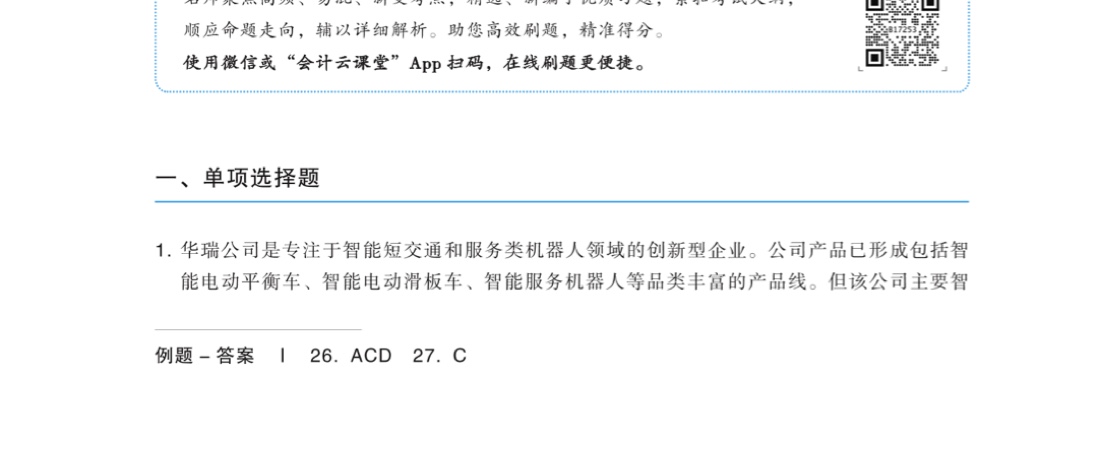 顺应命题走向，辅以详细解析。助您高效刷题，精准得分。
使用微信或“会计云课堂”App 扫码，在线刷题更便捷。
一、单项选择题
1. 华瑞公司是专注于智能短交通和服务类机器人领域的创新型企业。公司产品已形成包括智
能电动平衡车、智能电动滑板车、智能服务机器人等品类丰富的产品线。但该公司主要智
例题 – 答案 | 26. ACD 27. C